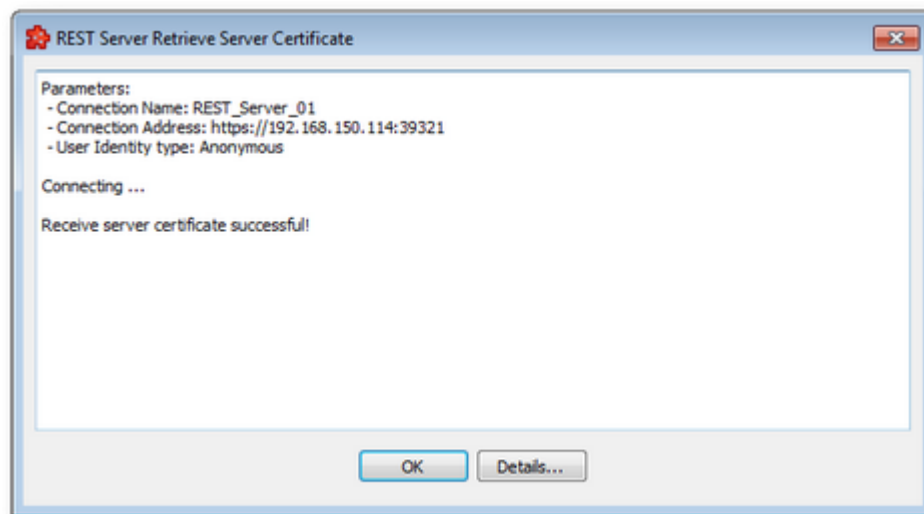 REST Server Retrieve Server Certificate
Parameters:
- Connection Name: REST_Server_01
- Connection Address: https://192.168.150.114:39321
- User Identity type: Anonymous
Connecting ...
Receive server certificate successful!
OK
Details...